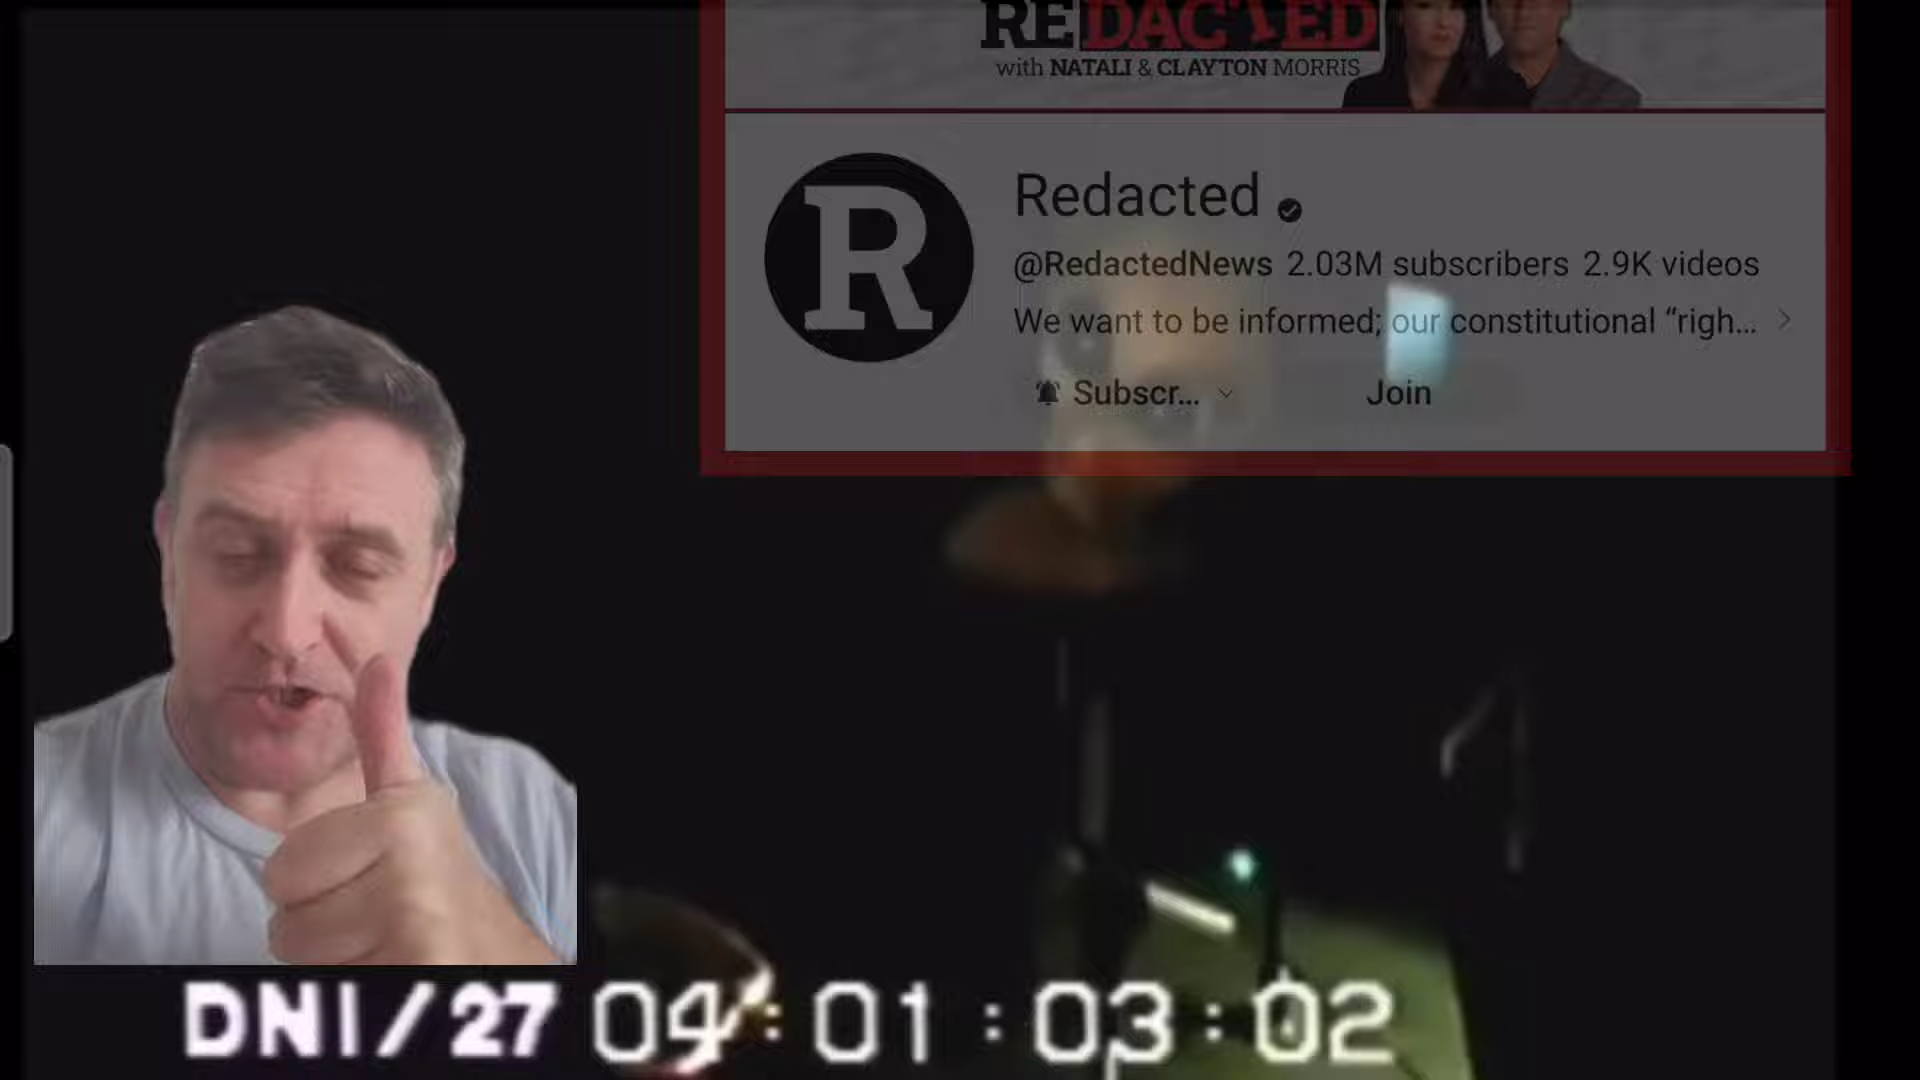 REDACTED
with NATALI & CLAYTON MORRIS
R
Redacted
@RedactedNews 2.03M subscribers 2.9K videos
We want to be informed; our constitutional “righ...
Subscr...
Join
DNI/27 04:01:03:02